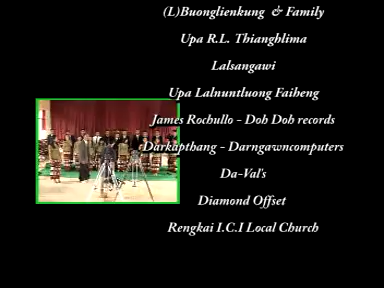 (L)Buonglienkung & Family
Upa R.L. Thianghlima
Lalsangawi
Upa Lalnuntluong Faiheng
James Rochullo - Doh Doh records
Darkapthang - Darngawncomputers
Da-Val's
Diamond Offset
Rengkai I.C.I Local Church